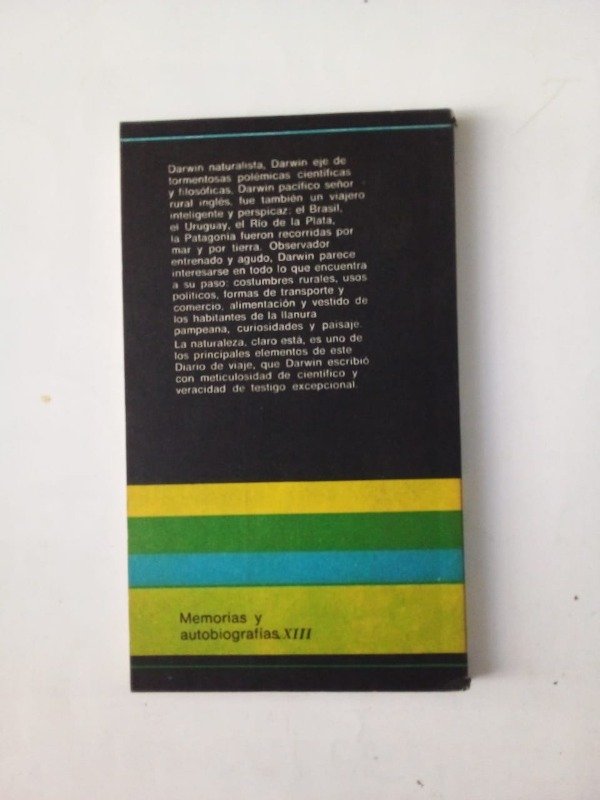 Darwin naturalista, Darwin eje de
tormentosas polémicas científicas
y filosóficas, Darwin pacífico señor
rural inglés, fue también un viajero
inteligente y perspicaz: el Brasil,
el Uruguay, el Río de la Plata,
la Patagonia fueron recorridas por
mar y por tierra. Observador
entrenado y agudo, Darwin parece
interesarse en todo lo que encuentra
a su paso: costumbres rurales, usos
políticos, formas de transporte y
comercio, alimentación y vestido de
los habitantes de la llanura
pampeana, curiosidades y paisaje.
La naturaleza, claro está, es uno de
los principales elementos de este
Diario de viaje, que Darwin escribió
con meticulosidad de científico y
veracidad de testigo excepcional.
Memorias y
autobiografías XIII